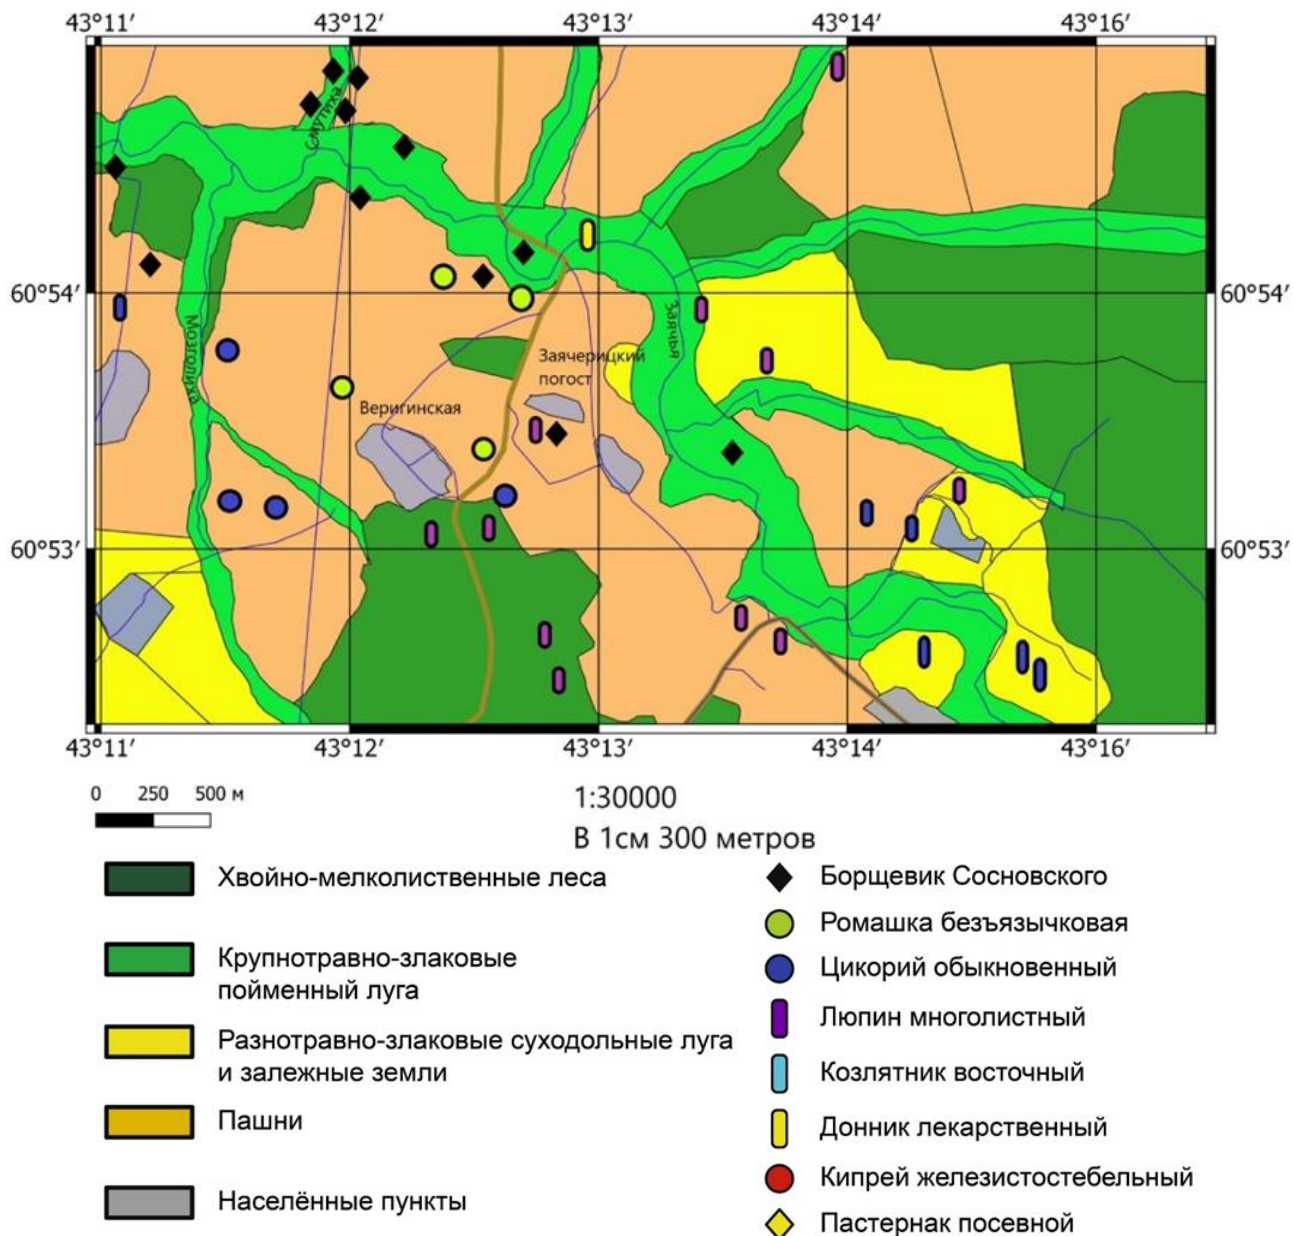 43°11′ 43°12′ 43°13′ 43°14′ 43°16′
Смутиха
60°54′ 60°54′
Мозголиха
Заячья
Заячерицкий
погост
Веригинская
60°53′ 60°53′
43°11′ 43°12′ 43°13′ 43°14′ 43°16′
0 250 500 м
1:30000
В 1см 300 метров
Хвойно-мелколиственные леса
Крупнотравно-злаковые
пойменный луга
Разнотравно-злаковые суходольные луга
и залежные земли
Пашни
Населённые пункты
Борщевик Сосновского
Ромашка безъязычковая
Цикорий обыкновенный
Люпин многолистный
Козлятник восточный
Донник лекарственный
Кипрей железистостебельный
Пастернак посевной